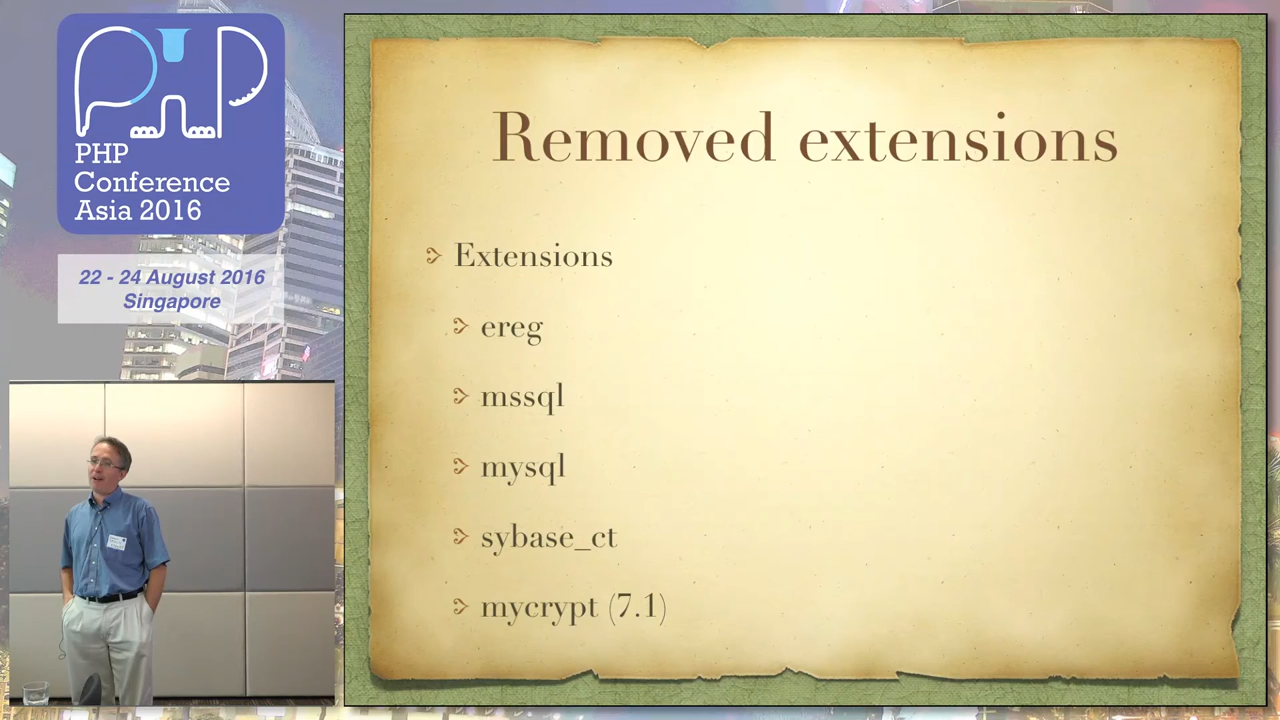 PHP
PHP
Conference
Asia 2016
22 - 24 August 2016
Singapore
Removed extensions
Extensions
ereg
mssql
mysql
sybase_ct
mycrypt (7.1)